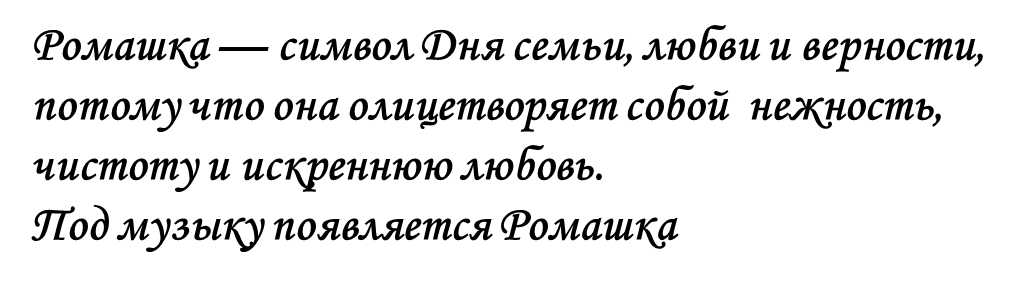 Ромашка — символ Дня семьи, любви и верности,
потому что она олицетворяет собой нежность,
чистоту и искреннюю любовь.
Под музыку появляется Ромашка